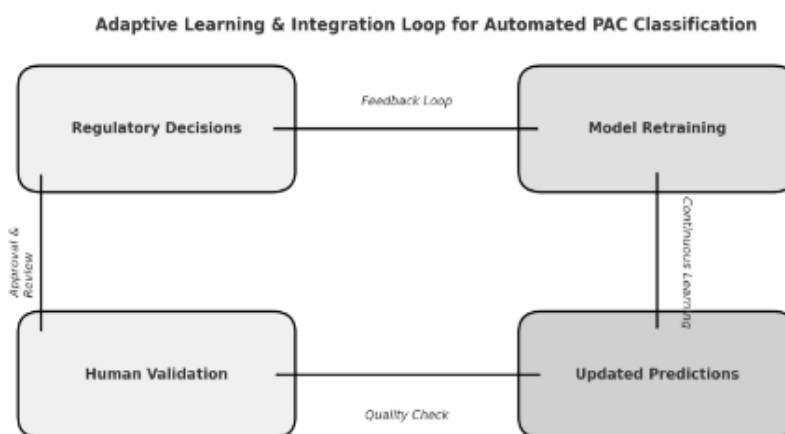 Adaptive Learning & Integration Loop for Automated PAC Classification
Feedback Loop
Regulatory Decisions
Model Retraining
Approval &
Review
Continuous Learning
Human Validation
Updated Predictions
Quality Check